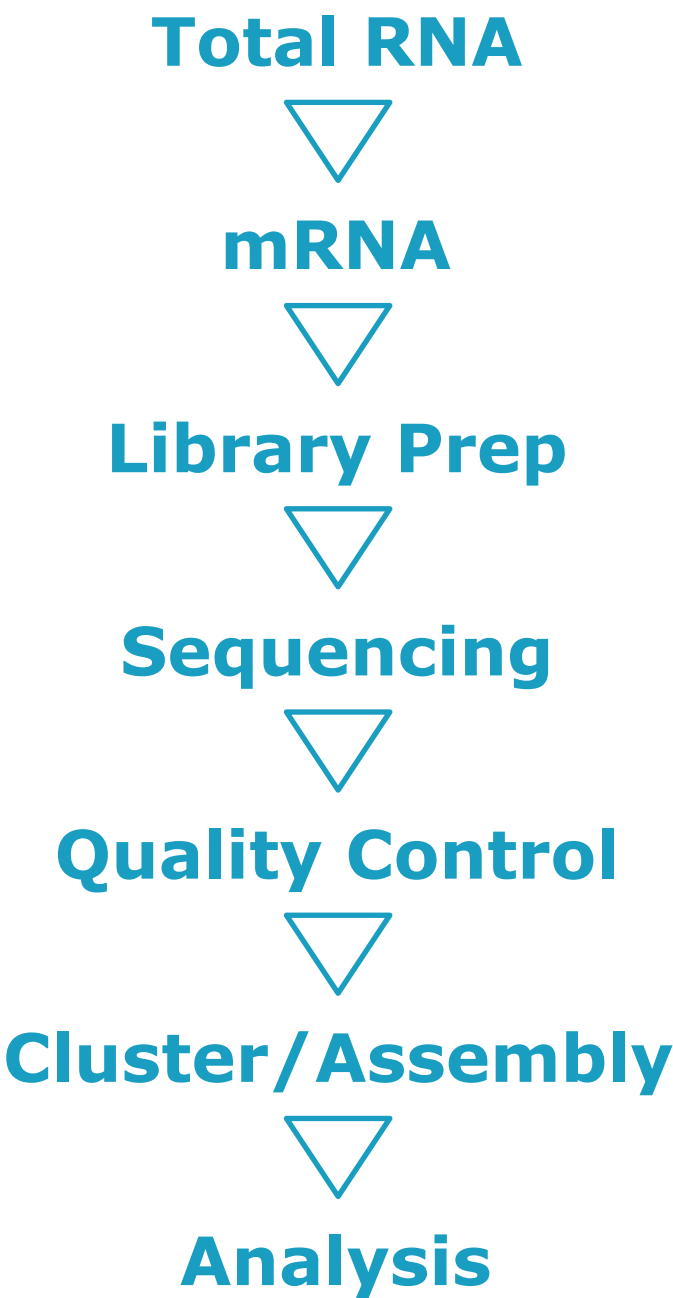 Total RNA
mRNA
Library Prep
Sequencing
Quality Control
Cluster/Assembly
Analysis